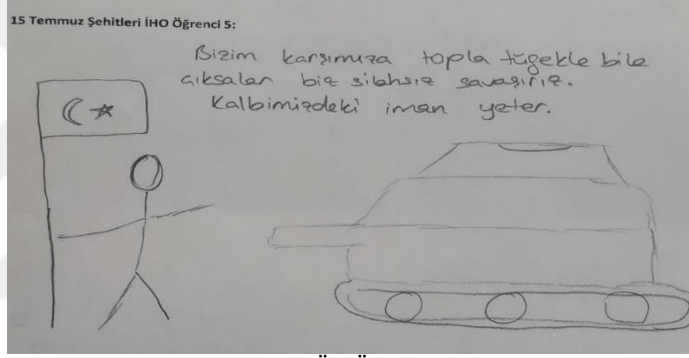 15 Temmuz Şehitleri İHO Öğrenci 5:
Bizim karşımıza topla tüfekle bile
çıksalar biz silahsız savaşırız.
Kalbimizdeki iman yeter.